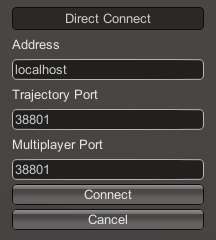 Direct Connect
Address
localhost
Trajectory Port
38801
Multiplayer Port
38801
Connect
Cancel